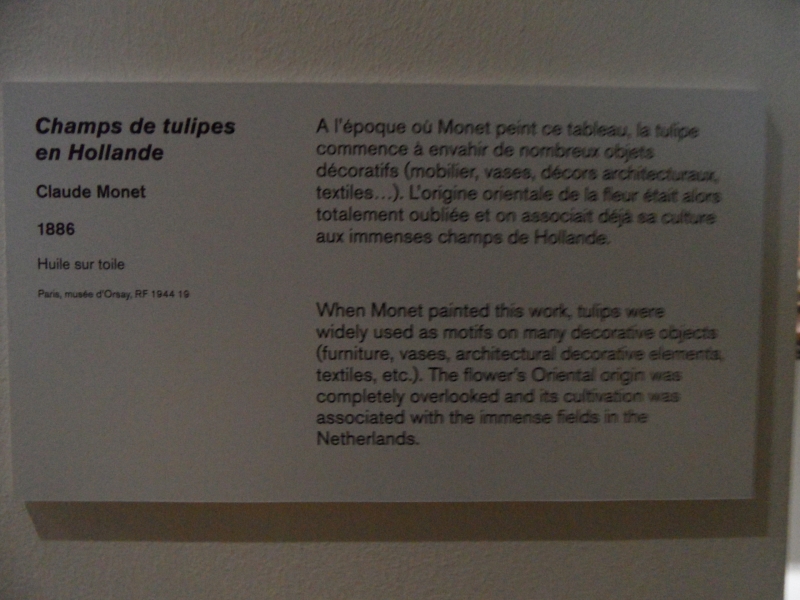 Champs de tulipes
en Hollande
Claude Monet
1886
Huile sur toile
Paris, musée d'Orsay, RF 1944 19
A l'époque où Monet peint ce tableau, la tulipe
commence à envahir de nombreux objets
décoratifs (mobilier, vases, décors architecturaux,
textiles...). L'origine orientale de la fleur était alors
totalement oubliée et on associait déjà sa culture
aux immenses champs de Hollande.
When Monet painted this work, tulips were
widely used as motifs on many decorative objects
(furniture, vases, architectural decorative elements,
textiles, etc.). The flower's Oriental origin was
completely overlooked and its cultivation was
associated with the immense fields in the
Netherlands.